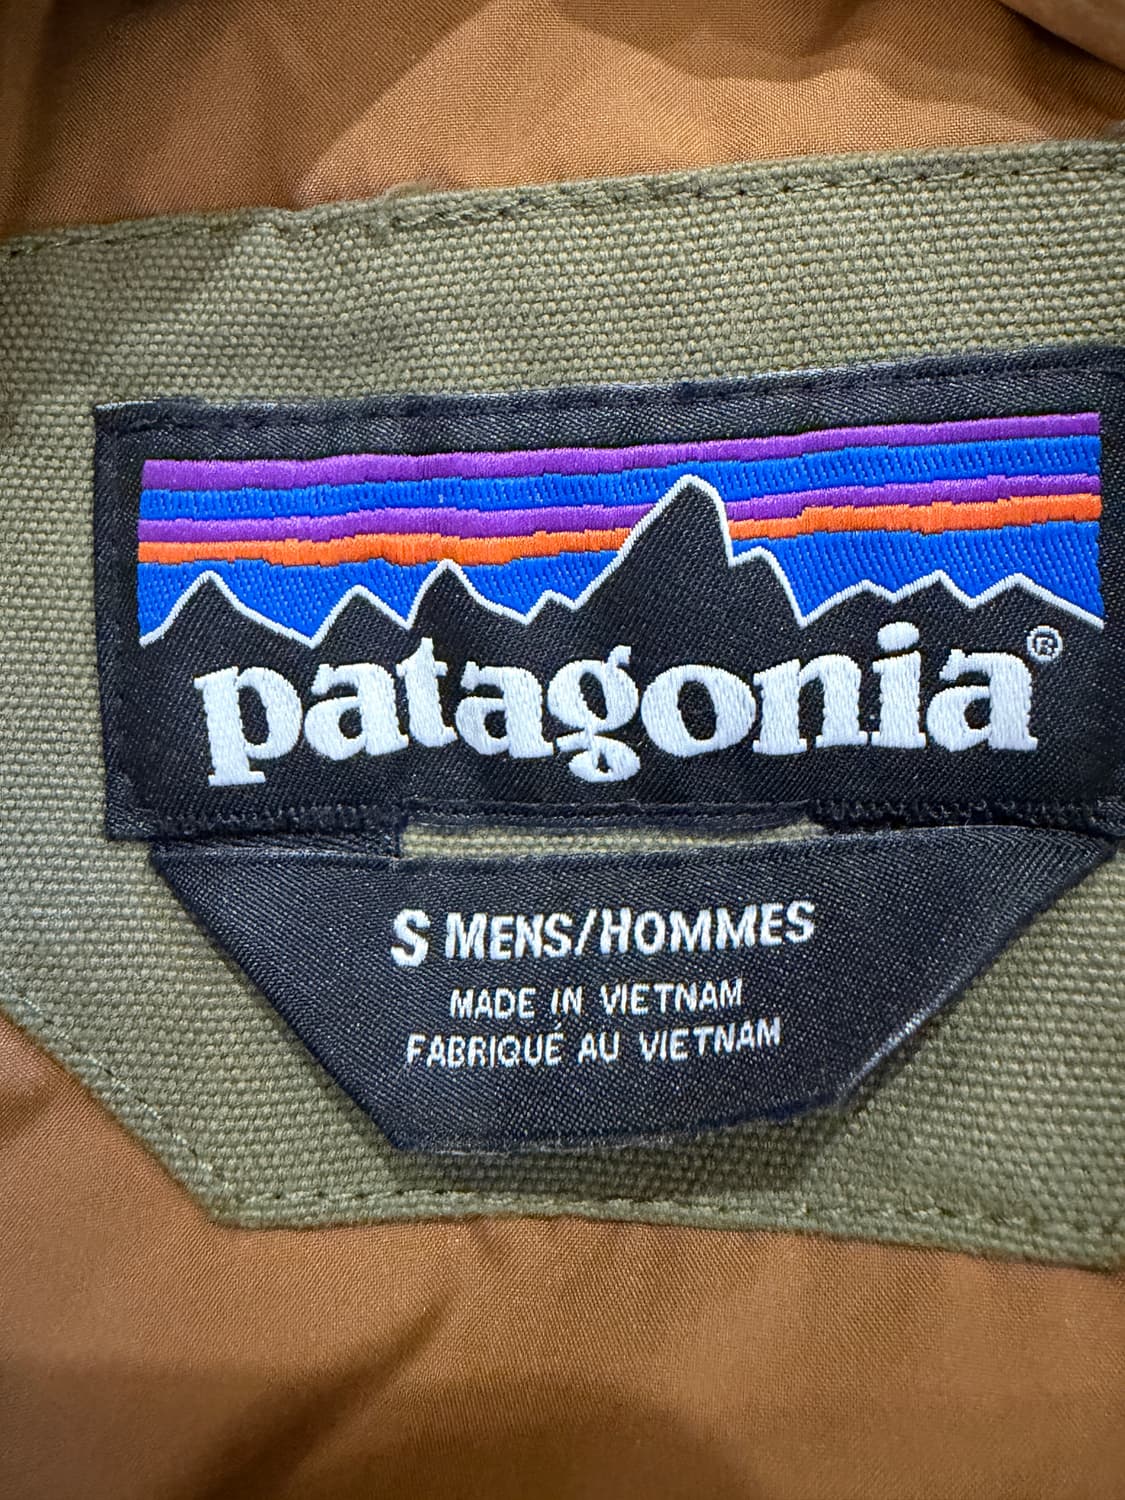 patagonia®
S MENS/HOMMES
MADE IN VIETNAM
FABRIQUÉ AU VIETNAM